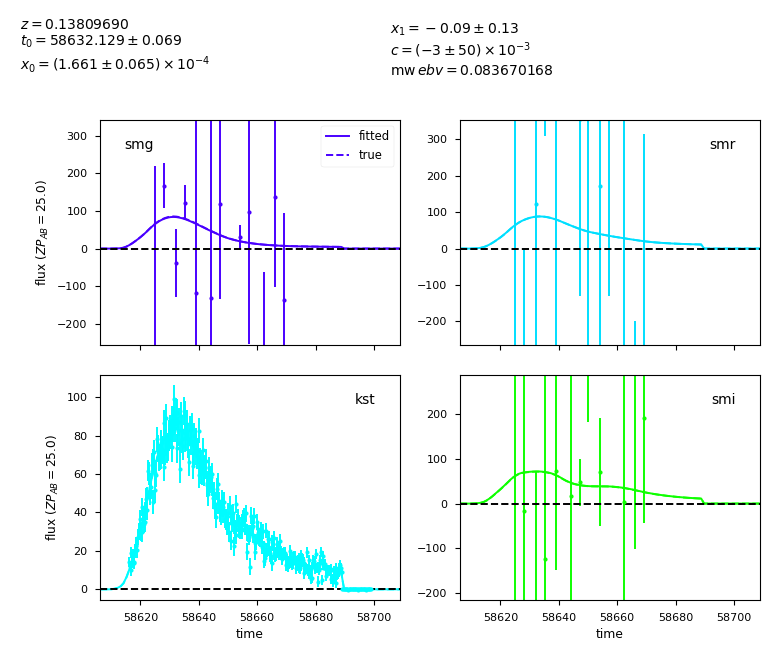 z = 0.13809690
t₀ = 58632.129 ± 0.069
x₀ = (1.661 ± 0.065) × 10⁻⁴
x₁ = −0.09 ± 0.13
c = (−3 ± 50) × 10⁻³
mw ebv = 0.083670168
smg
fitted
true
300
200
100
0
−100
−200
flux (ZP_AB = 25.0)
smr
300
200
100
0
−100
−200
kst
100
80
60
40
20
0
flux (ZP_AB = 25.0)
58620 58640 58660 58680 58700
time
smi
200
100
0
−100
−200
58620 58640 58660 58680 58700
time